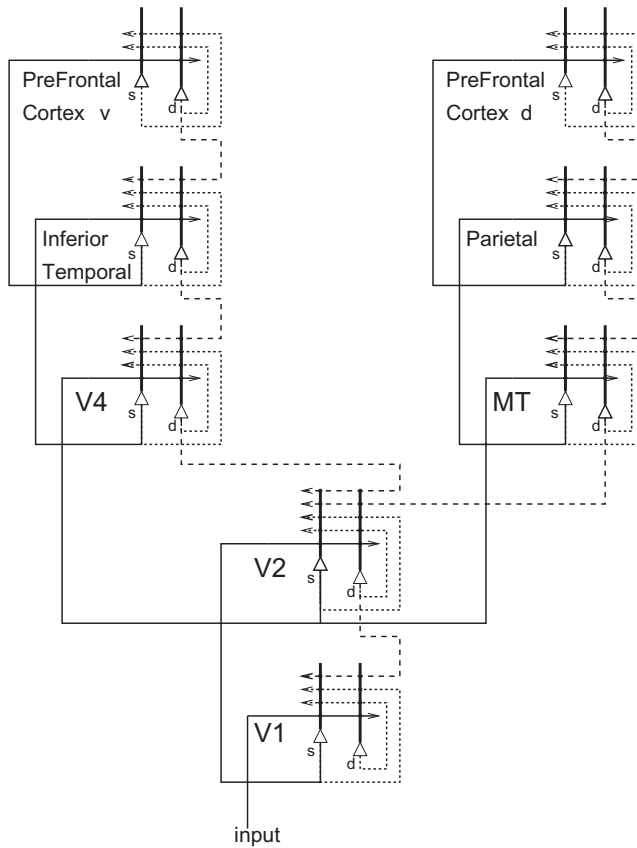 PreFrontal
Cortex v
s
d
PreFrontal
Cortex d
s
d
Inferior
Temporal
s
d
Parietal
s
d
V4
s
d
MT
s
d
V2
s
d
V1
s
d
input